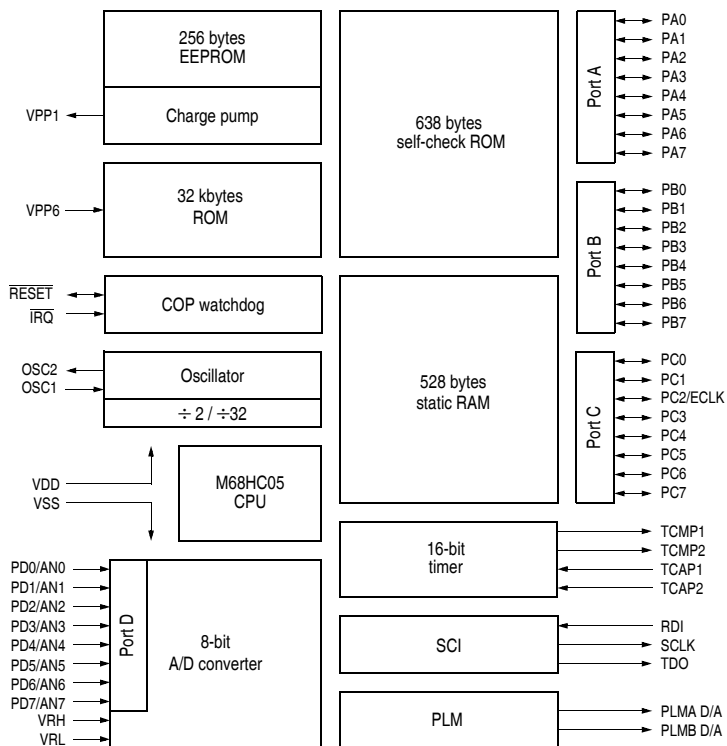 256 bytes
EEPROM
Charge pump
VPP1
32 kbytes
ROM
VPP6
COP watchdog
RESET
IRQ
Oscillator
÷ 2 / ÷32
OSC2
OSC1
M68HC05
CPU
VDD
VSS
PD0/AN0
PD1/AN1
PD2/AN2
PD3/AN3
PD4/AN4
PD5/AN5
PD6/AN6
PD7/AN7
VRH
VRL
Port D
8-bit
A/D converter
638 bytes
self-check ROM
528 bytes
static RAM
16-bit
timer
SCI
PLM
Port A
PA0
PA1
PA2
PA3
PA4
PA5
PA6
PA7
Port B
PB0
PB1
PB2
PB3
PB4
PB5
PB6
PB7
Port C
PC0
PC1
PC2/ECLK
PC3
PC4
PC5
PC6
PC7
TCMP1
TCMP2
TCAP1
TCAP2
RDI
SCLK
TDO
PLMA D/A
PLMB D/A